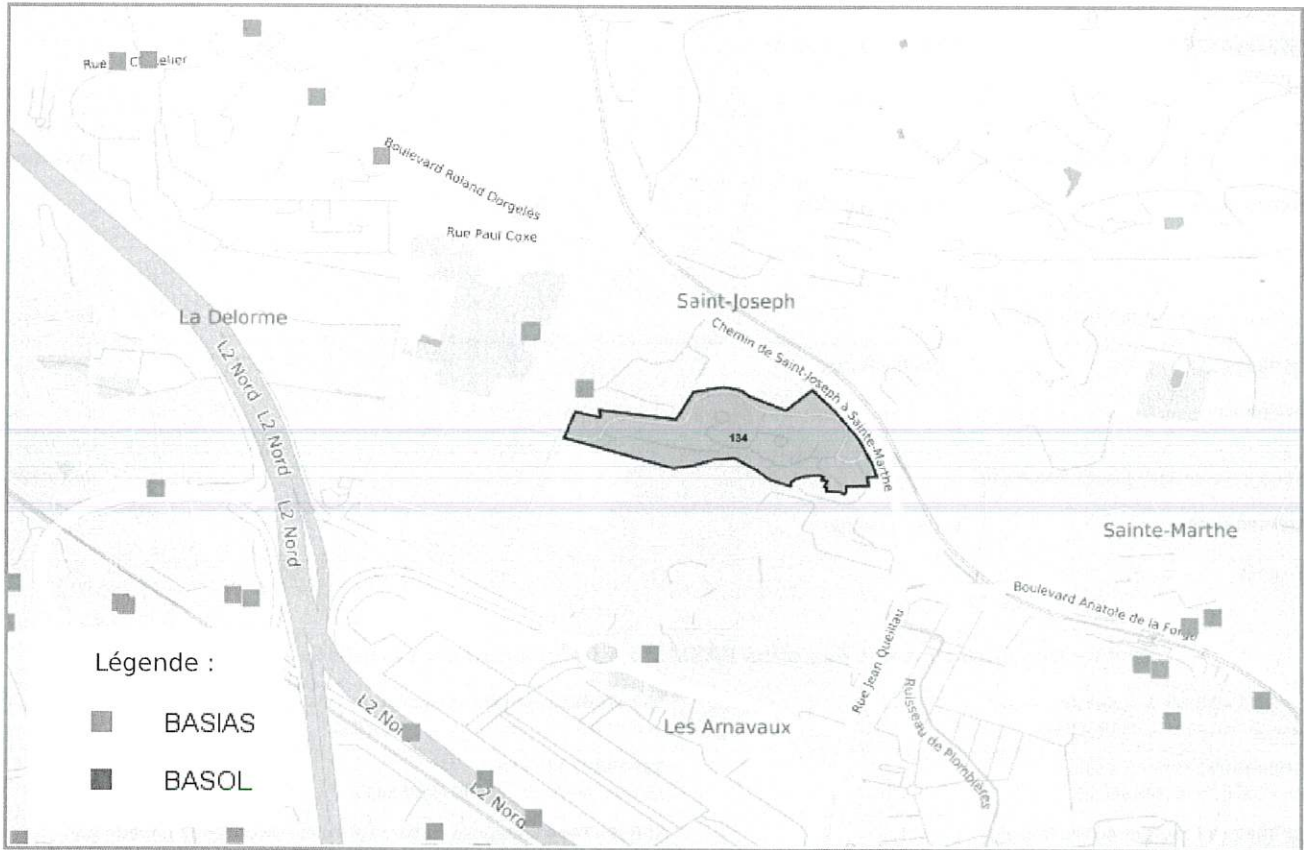 Rue
elier
Boulevard Roland Dorgelès
Rue Paul Coxe
Saint-Joseph
La Delorme
Chemin de Saint-Joseph à Sainte-Marthe
L2 Nord
L2 Nord
L2 Nord
134
Sainte-Marthe
Boulevard Anatole de la Forge
Rue Jean Queillau
Ruisseau de Plombières
Légende :
BASIAS
BASOL
L2 Nord
Les Arnavaux
L2 Nord